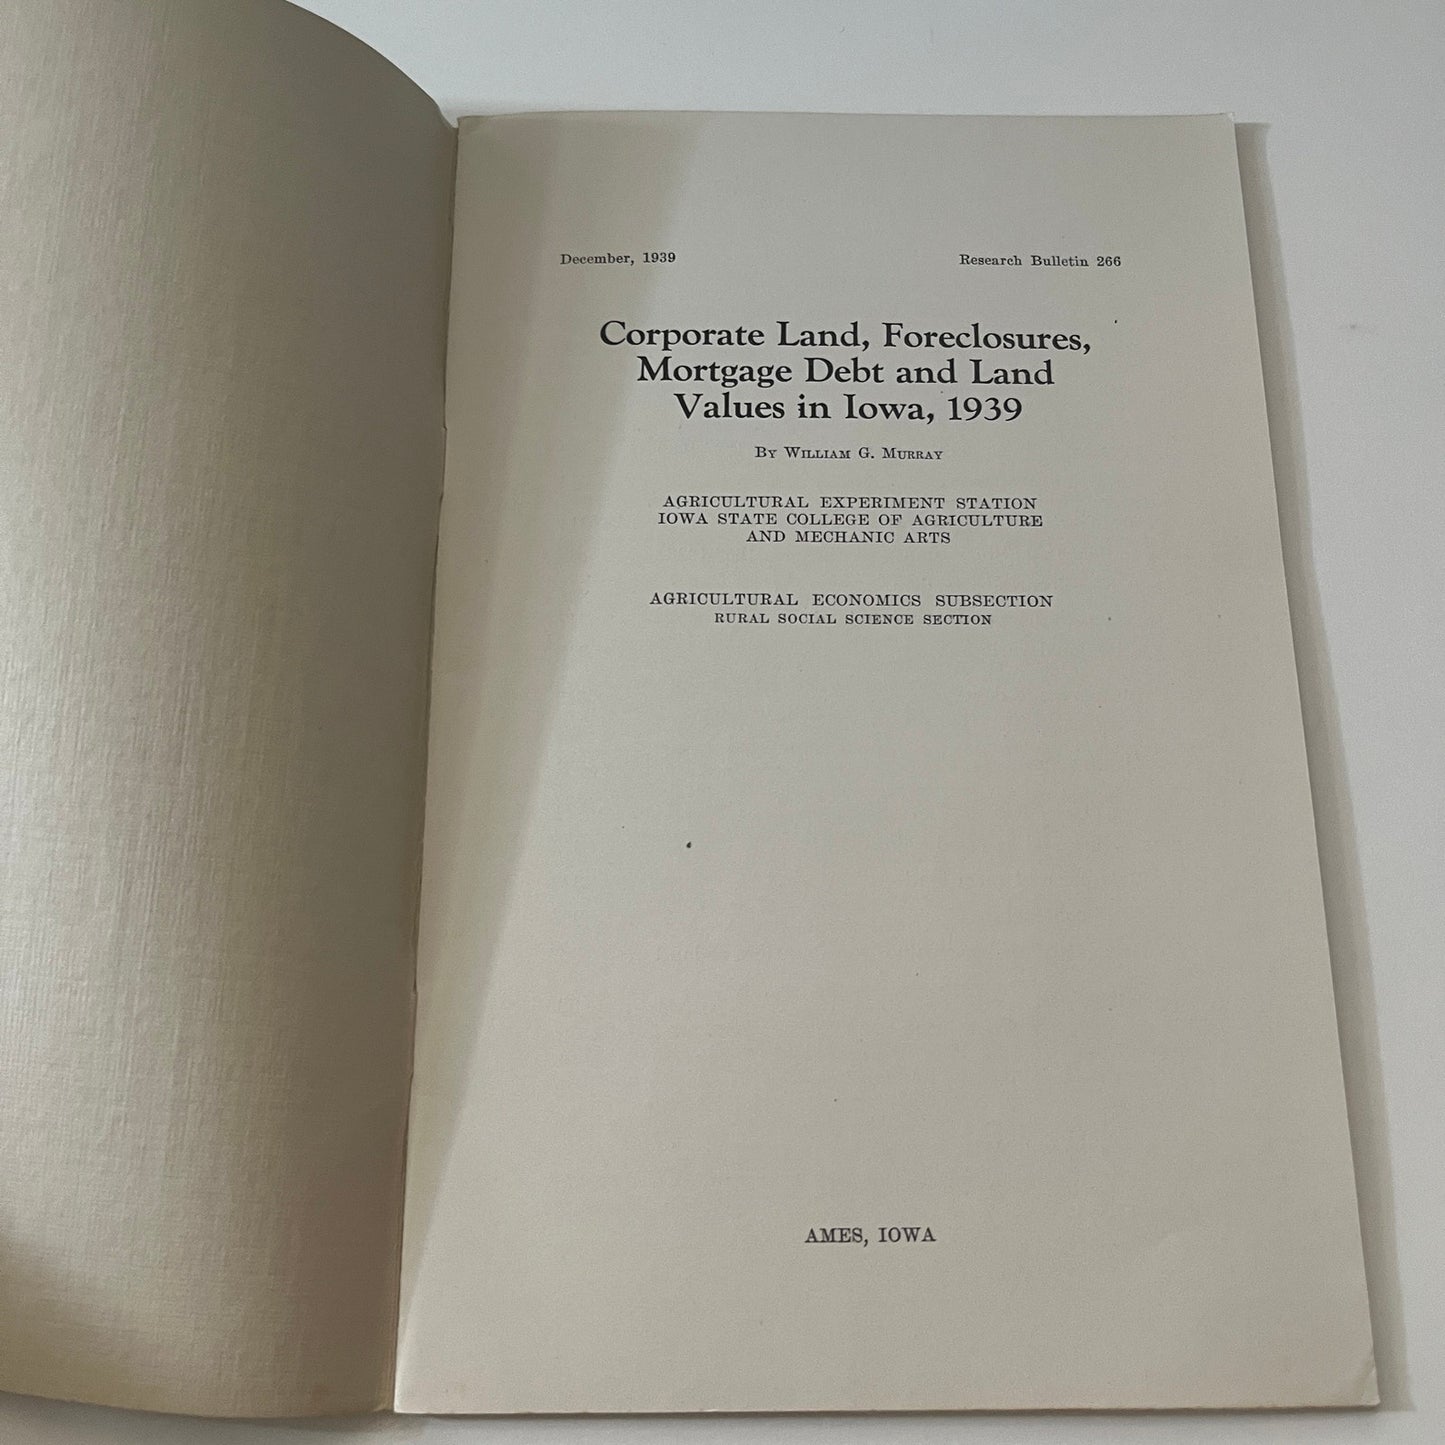 December, 1939
Research Bulletin 266
Corporate Land, Foreclosures,
Mortgage Debt and Land
Values in Iowa, 1939
By William G. Murray
AGRICULTURAL EXPERIMENT STATION
IOWA STATE COLLEGE OF AGRICULTURE
AND MECHANIC ARTS
AGRICULTURAL ECONOMICS SUBSECTION
RURAL SOCIAL SCIENCE SECTION
AMES, IOWA